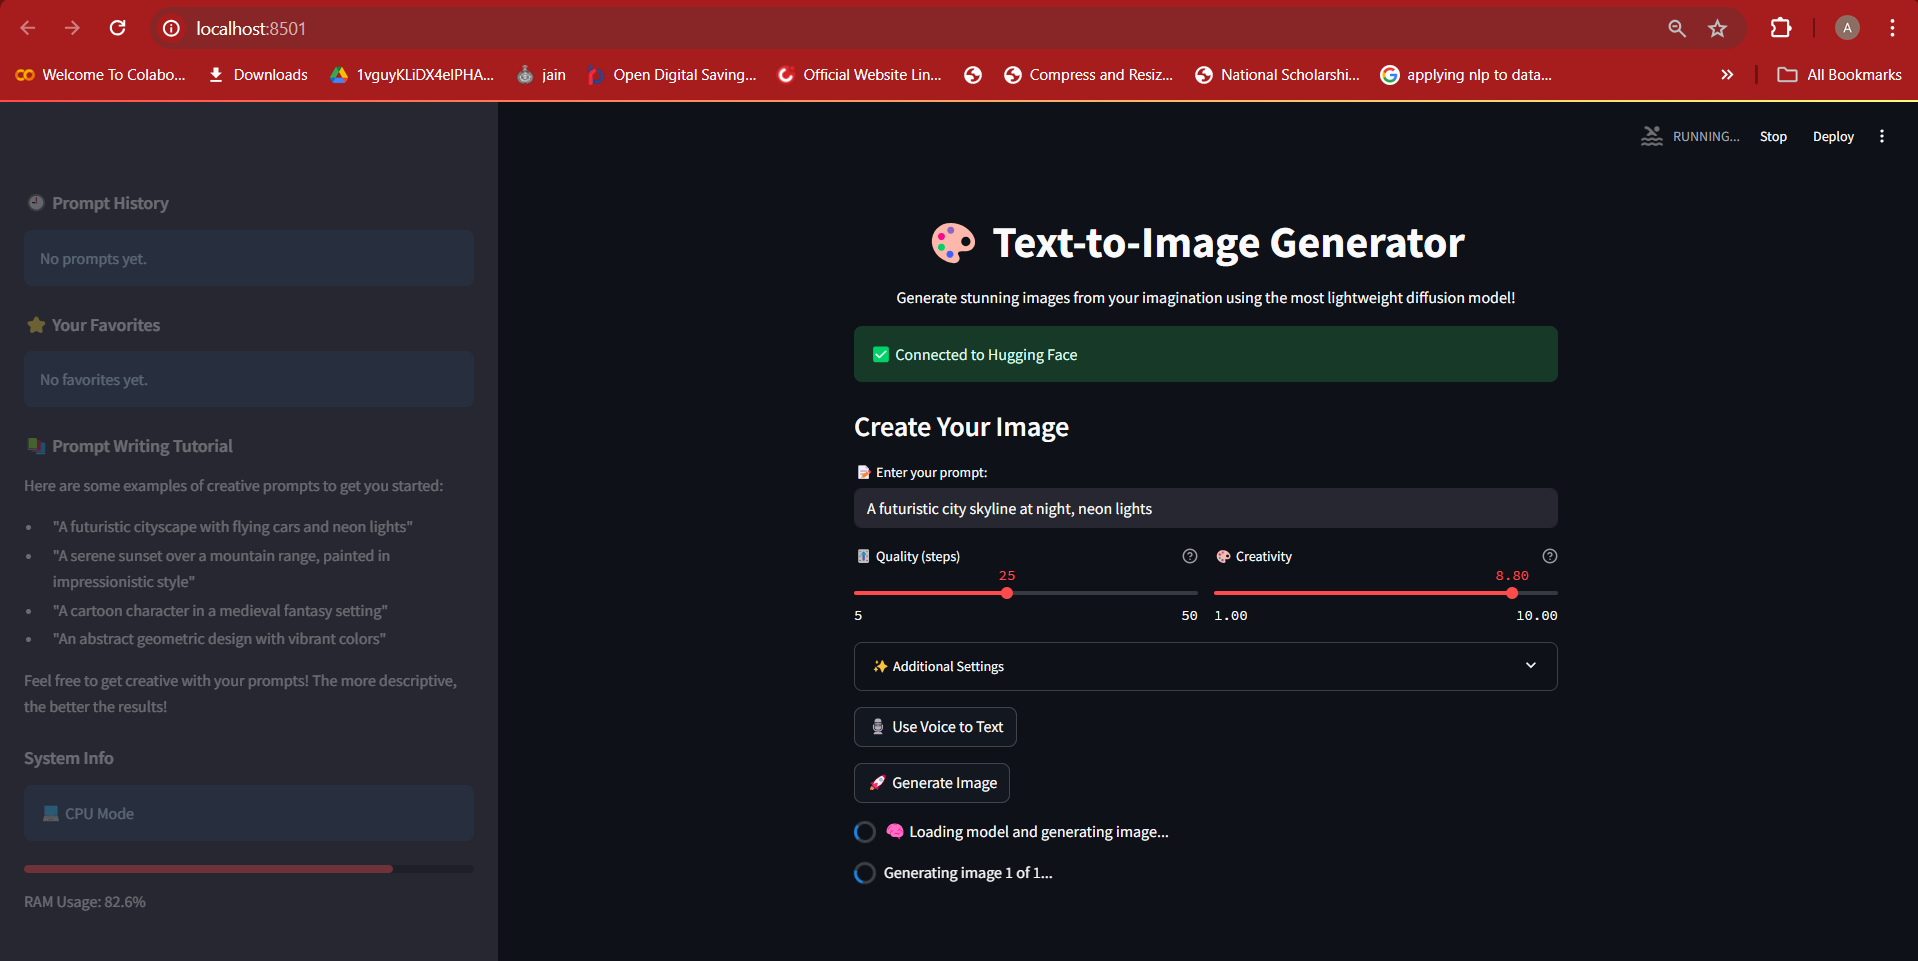 localhost:8501
A
Welcome To Colabo...
Downloads
1vguyKLiDX4elPHA...
jain
Open Digital Saving...
Official Website Lin...
Compress and Resiz...
National Scholarshi...
applying nlp to data...
All Bookmarks
RUNNING...
Stop
Deploy
Prompt History
No prompts yet.
Your Favorites
No favorites yet.
Prompt Writing Tutorial
Here are some examples of creative prompts to get you started:
• "A futuristic cityscape with flying cars and neon lights"
• "A serene sunset over a mountain range, painted in
impressionistic style"
• "A cartoon character in a medieval fantasy setting"
• "An abstract geometric design with vibrant colors"
Feel free to get creative with your prompts! The more descriptive,
the better the results!
System Info
CPU Mode
RAM Usage: 82.6%
Text-to-Image Generator
Generate stunning images from your imagination using the most lightweight diffusion model!
Connected to Hugging Face
Create Your Image
Enter your prompt:
A futuristic city skyline at night, neon lights
Quality (steps)
25
5 50
Creativity
8.80
1.00 10.00
Additional Settings
Use Voice to Text
Generate Image
Loading model and generating image...
Generating image 1 of 1...